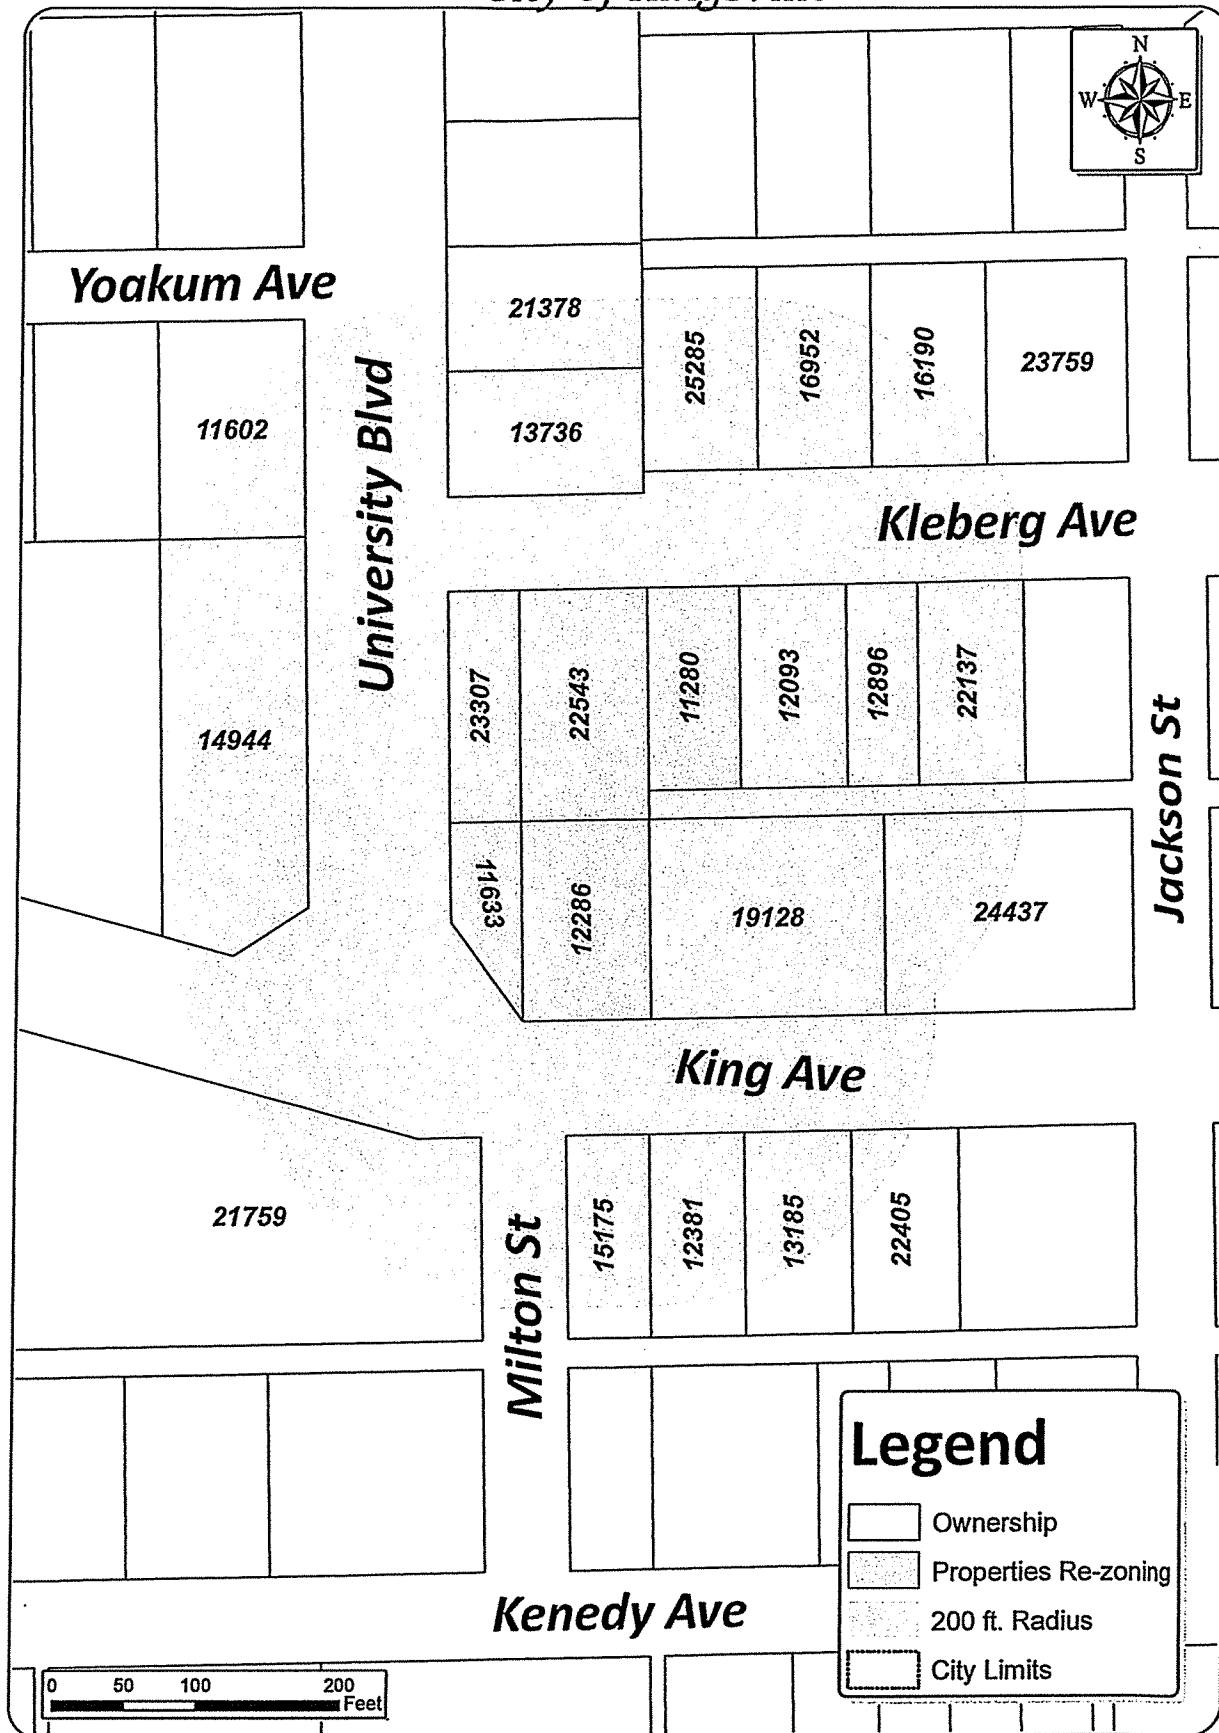 N
W E
S
Yoakum Ave
21378
25285
16952
16190
23759
11602
13736
University Blvd
Kleberg Ave
23307
22543
11280
12093
12896
22137
14944
Jackson St
11633
12286
19128
24437
King Ave
21759
15175
12381
13185
22405
Milton St
Legend
Ownership
Properties Re-zoning
200 ft. Radius
City Limits
Kenedy Ave
0 50 100 200
Feet